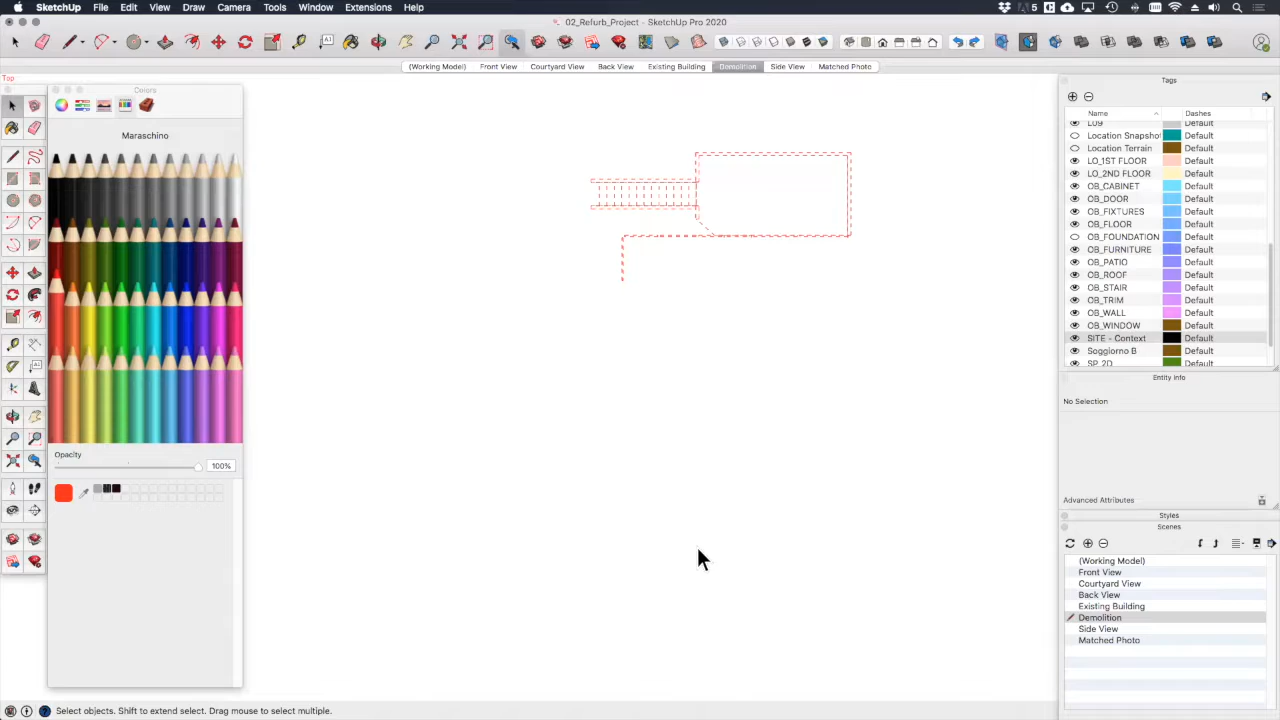 SketchUp File Edit View Draw Camera Tools Window Extensions Help
02_Refurb_Project - SketchUp Pro 2020
(Working Model) Front View Courtyard View Back View Existing Building Demolition Side View Matched Photo
Top
Colors
Maraschino
Opacity
100%
Tags
Name Dashes
L09 Default
Location Snapshot Default
Location Terrain Default
LO_1ST FLOOR Default
LO_2ND FLOOR Default
OB_CABINET Default
OB_DOOR Default
OB_FIXTURES Default
OB_FLOOR Default
OB_FOUNDATION Default
OB_FURNITURE Default
OB_PATIO Default
OB_ROOF Default
OB_STAIR Default
OB_TRIM Default
OB_WALL Default
OB_WINDOW Default
SITE - Context Default
Soggiorno B Default
SP_2D Default
Entity Info
No Selection
Advanced Attributes
Styles
Scenes
(Working Model)
Front View
Courtyard View
Back View
Existing Building
Demolition
Side View
Matched Photo
Select objects. Shift to extend select. Drag mouse to select multiple.